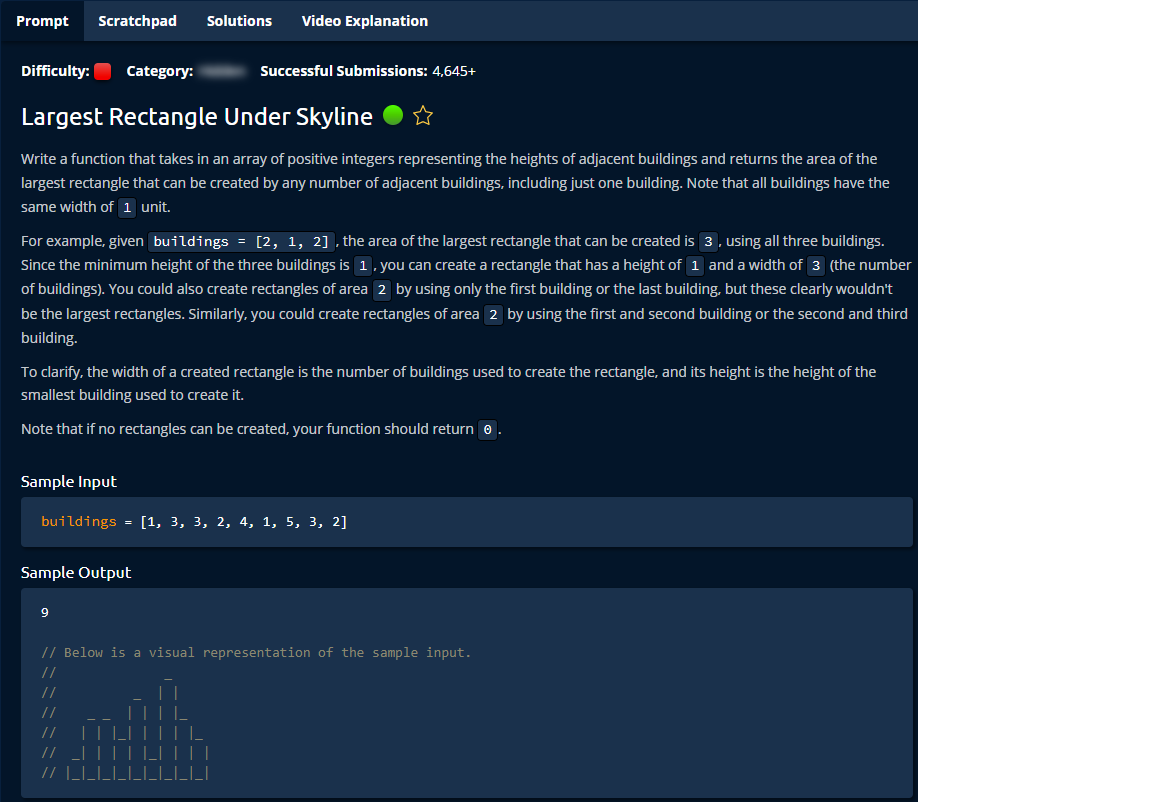 Prompt Scratchpad Solutions Video Explanation
Difficulty: Category: Successful Submissions: 4,645+
Largest Rectangle Under Skyline
Write a function that takes in an array of positive integers representing the heights of adjacent buildings and returns the area of the
largest rectangle that can be created by any number of adjacent buildings, including just one building. Note that all buildings have the
same width of 1 unit.
For example, given buildings = [2, 1, 2], the area of the largest rectangle that can be created is 3, using all three buildings.
Since the minimum height of the three buildings is 1, you can create a rectangle that has a height of 1 and a width of 3 (the number
of buildings). You could also create rectangles of area 2 by using only the first building or the last building, but these clearly wouldn't
be the largest rectangles. Similarly, you could create rectangles of area 2 by using the first and second building or the second and third
building.
To clarify, the width of a created rectangle is the number of buildings used to create the rectangle, and its height is the height of the
smallest building used to create it.
Note that if no rectangles can be created, your function should return 0.
Sample Input
buildings = [1, 3, 3, 2, 4, 1, 5, 3, 2]
Sample Output
9
// Below is a visual representation of the sample input.
//              _
//          _  | |
//    _ _  | | | |_
//   | | |_| | | | |_
//  _| | | | |_| | | |
// |_|_|_|_|_|_|_|_|_|